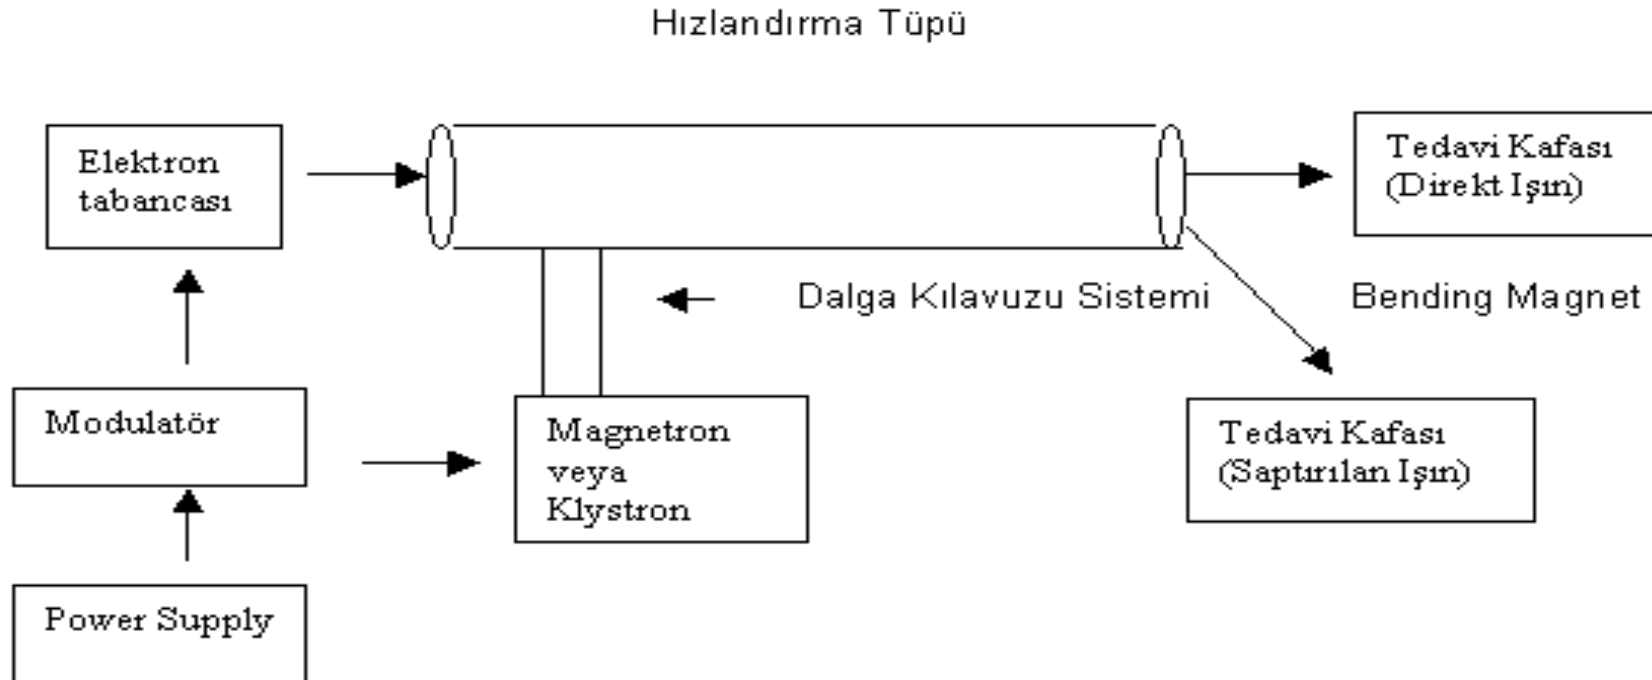 Hızlandırma Tüpü
Elektron
tabancası
Tedavi Kafası
(Direkt Işın)
Dalga Kılavuzu Sistemi
Bending Magnet
Modulatör
Magnetron
veya
Klystron
Tedavi Kafası
(Saptırılan Işın)
Power Supply